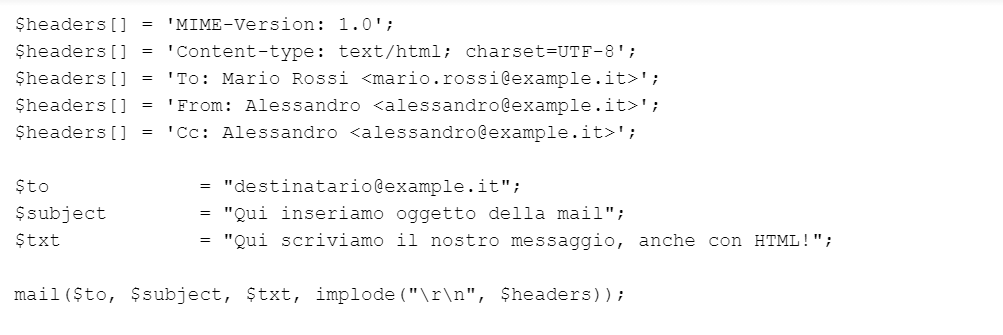 $headers[] = 'MIME-Version: 1.0';
$headers[] = 'Content-type: text/html; charset=UTF-8';
$headers[] = 'To: Mario Rossi <mario.rossi@example.it>';
$headers[] = 'From: Alessandro <alessandro@example.it>';
$headers[] = 'Cc: Alessandro <alessandro@example.it>';
$to = "destinatario@example.it";
$subject = "Qui inseriamo oggetto della mail";
$txt = "Qui scriviamo il nostro messaggio, anche con HTML!";
mail($to, $subject, $txt, implode("\r\n", $headers));